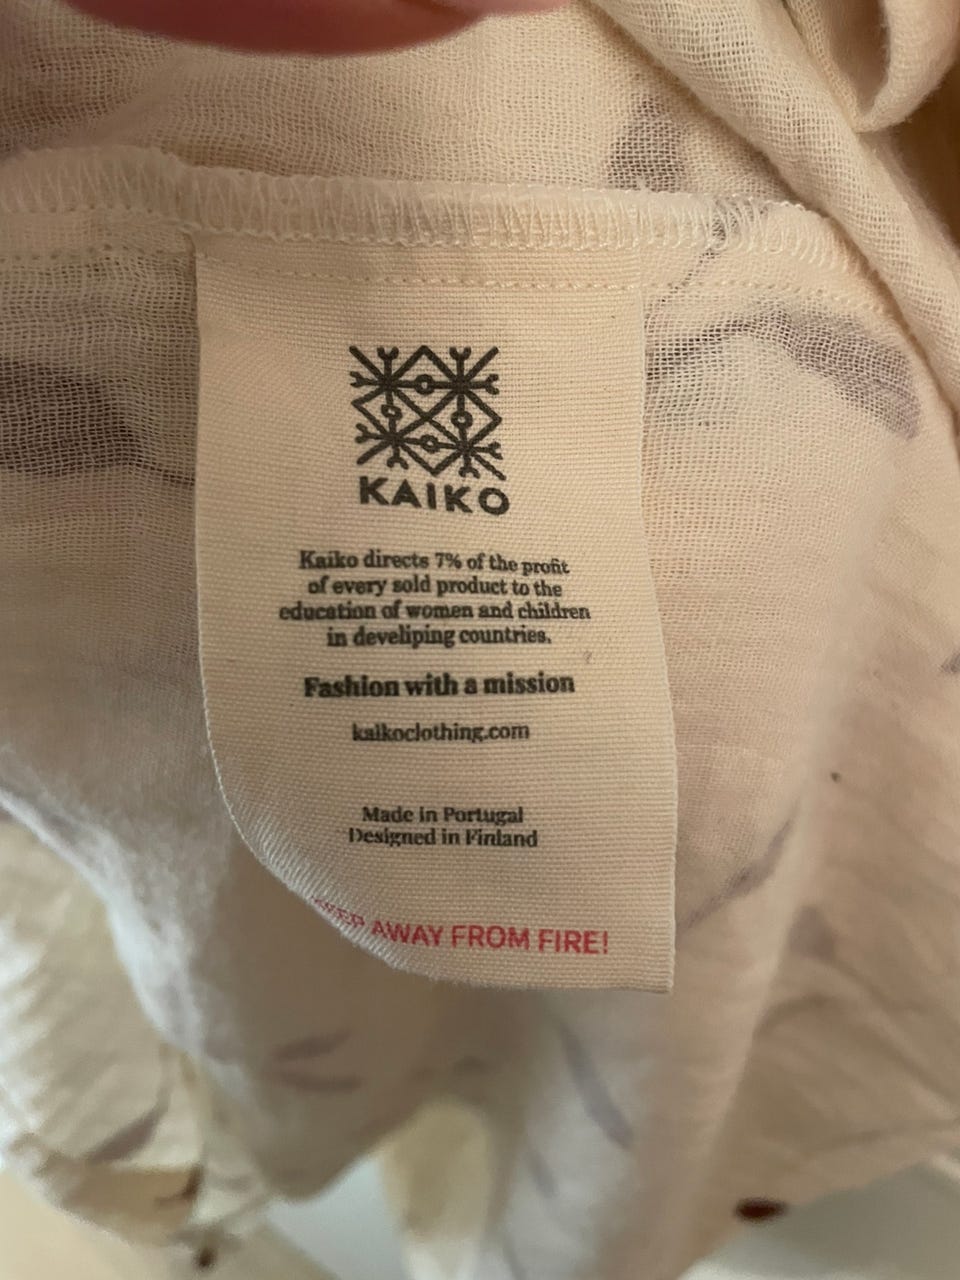 KAIKO
Kaiko directs 7% of the profit
of every sold product to the
education of women and children
in develiping countries.
Fashion with a mission
kaikoclothing.com
Made in Portugal
Designed in Finland
KEEP AWAY FROM FIRE!